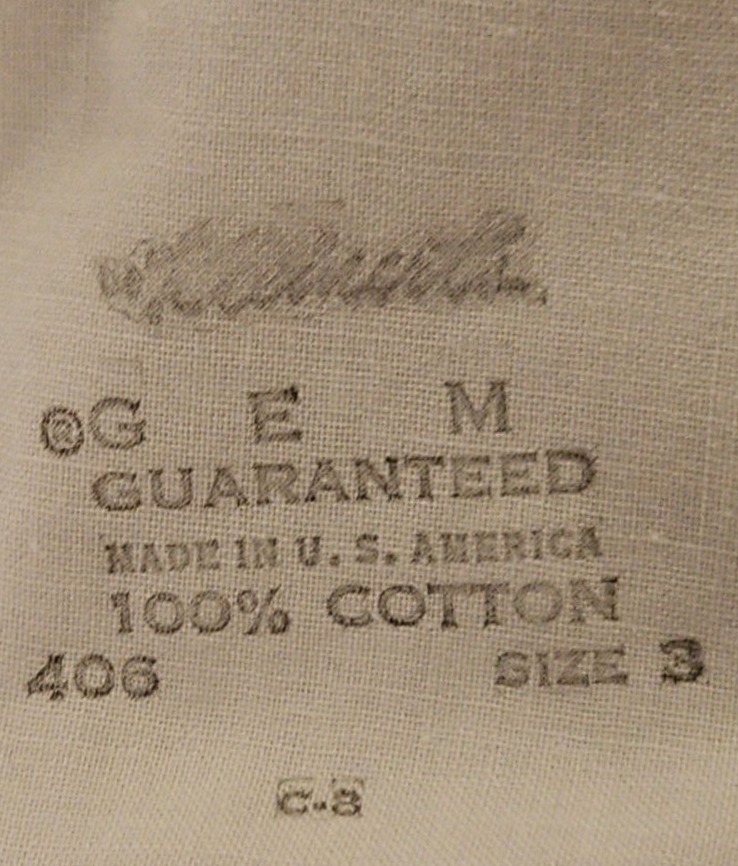 ®G E M
GUARANTEED
MADE IN U.S. AMERICA
100% COTTON
406 SIZE 3
C-8